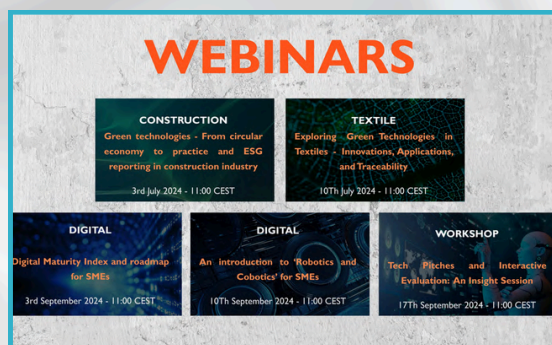 WEBINARS
CONSTRUCTION
Green technologies - From circular
economy to practice and ESG
reporting in construction industry
3rd July 2024 - 11:00 CEST
TEXTILE
Exploring Green Technologies in
Textiles - Innovations, Applications,
and Traceability
10Th July 2024 - 11:00 CEST
DIGITAL
Digital Maturity Index and roadmap
for SMEs
3rd September 2024 - 11:00 CEST
DIGITAL
An introduction to 'Robotics and
Cobotics' for SMEs
10Th September 2024 - 11:00 CEST
WORKSHOP
Tech Pitches and Interactive
Evaluation: An Insight Session
17Th September 2024 - 11:00 CEST